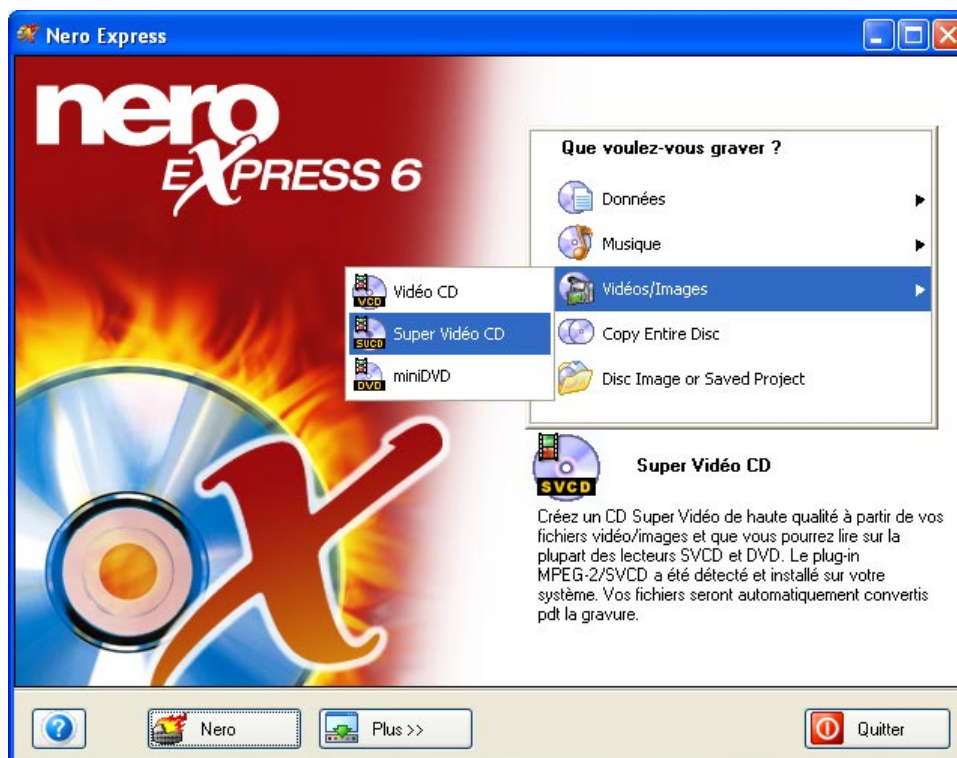 Nero Express
nero
EXPRESS 6
Que voulez-vous graver ?
Données
Musique
Vidéos/Images
Copy Entire Disc
Disc Image or Saved Project
VCD
Vidéo CD
SVCD
Super Vidéo CD
DVD
miniDVD
SVCD
Super Vidéo CD
Créez un CD Super Vidéo de haute qualité à partir de vos
fichiers vidéo/images et que vous pourrez lire sur la
plupart des lecteurs SVCD et DVD. Le plug-in
MPEG-2/SVCD a été détecté et installé sur votre
système. Vos fichiers seront automatiquement convertis
pdt la gravure.
?
Nero
Plus >>
Quitter